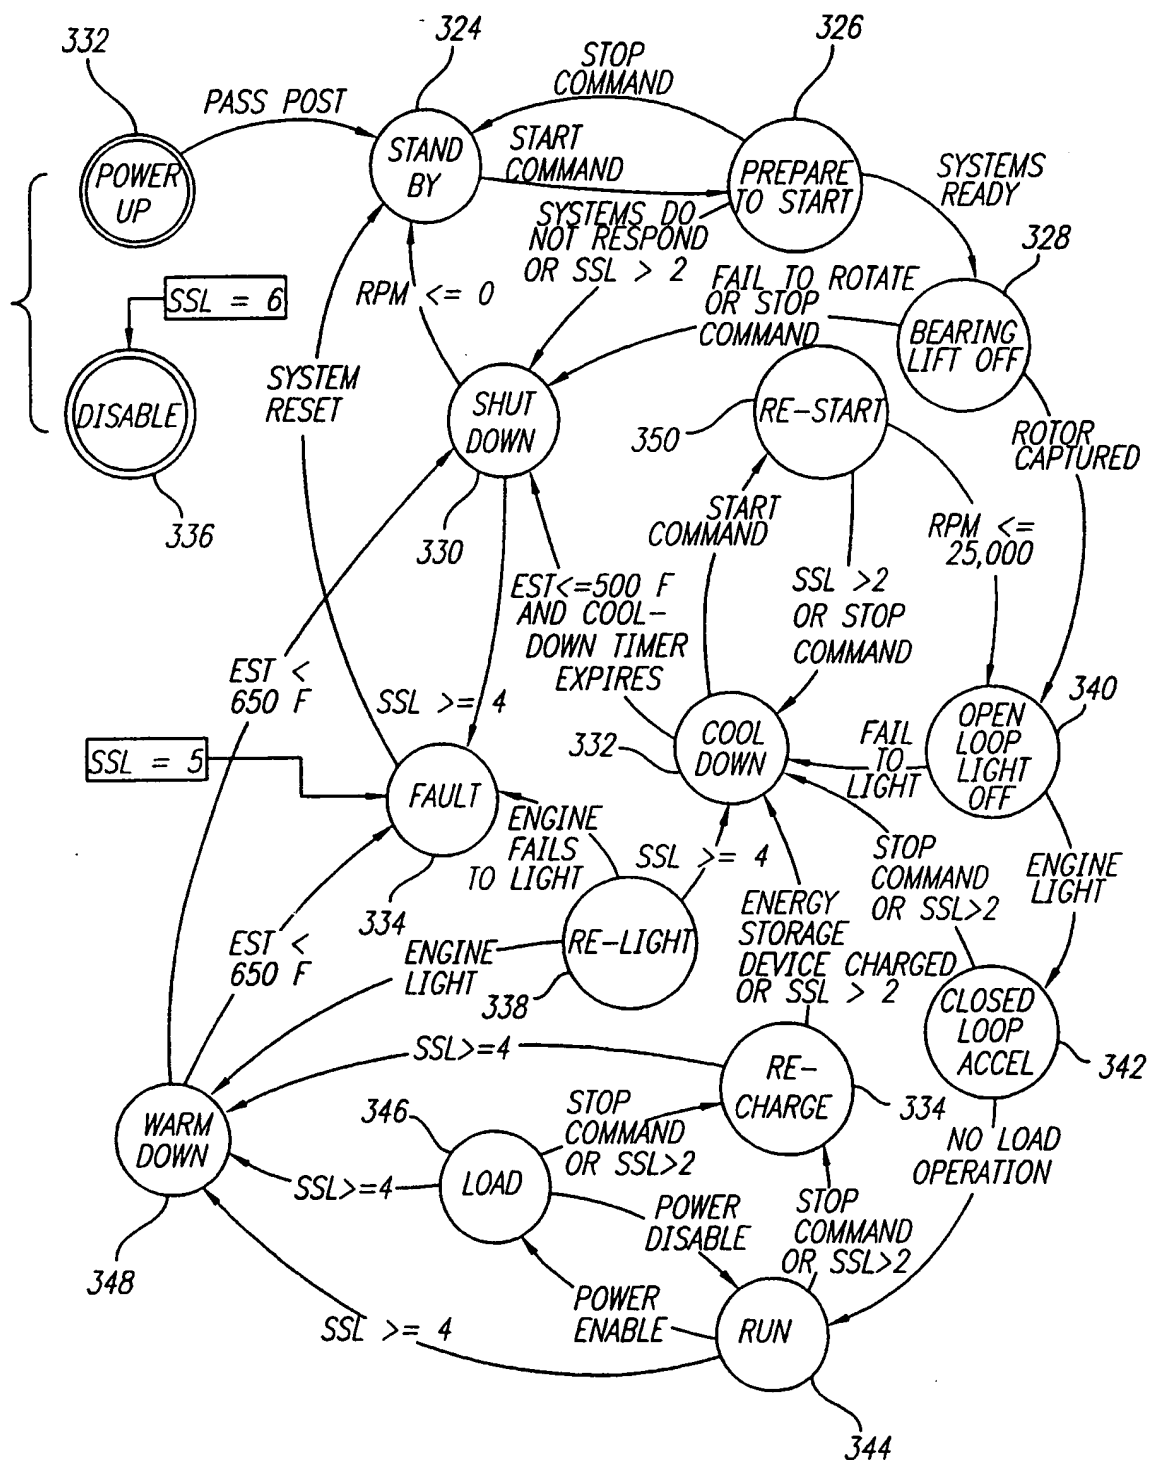 332
324
326
PASS POST
STOP
COMMAND
POWER
UP
STAND
BY
START
COMMAND
PREPARE
TO START
SYSTEMS
READY
SYSTEMS DO
NOT RESPOND
OR SSL > 2
328
SSL = 6
RPM <= 0
FAIL TO ROTATE
OR STOP
COMMAND
BEARING
LIFT OFF
DISABLE
SYSTEM
RESET
SHUT
DOWN
RE-START
350
ROTOR
CAPTURED
336
330
START
COMMAND
RPM <=
25,000
EST<=500 F
AND COOL-
DOWN TIMER
EXPIRES
SSL >2
OR STOP
COMMAND
EST <
650 F
SSL >= 4
340
SSL = 5
FAULT
332
COOL
DOWN
FAIL
TO
LIGHT
OPEN
LOOP
LIGHT
OFF
ENGINE
FAILS
TO LIGHT
SSL >= 4
STOP
COMMAND
OR SSL>2
ENGINE
LIGHT
334
EST <
650 F
ENGINE
LIGHT
RE-LIGHT
338
ENERGY
STORAGE
DEVICE CHARGED
OR SSL > 2
CLOSED
LOOP
ACCEL
342
SSL>=4
RE-
CHARGE
334
346
STOP
COMMAND
OR SSL>2
WARM
DOWN
NO LOAD
OPERATION
SSL>=4
LOAD
POWER
DISABLE
STOP
COMMAND
OR SSL>2
348
POWER
ENABLE
RUN
SSL >= 4
344